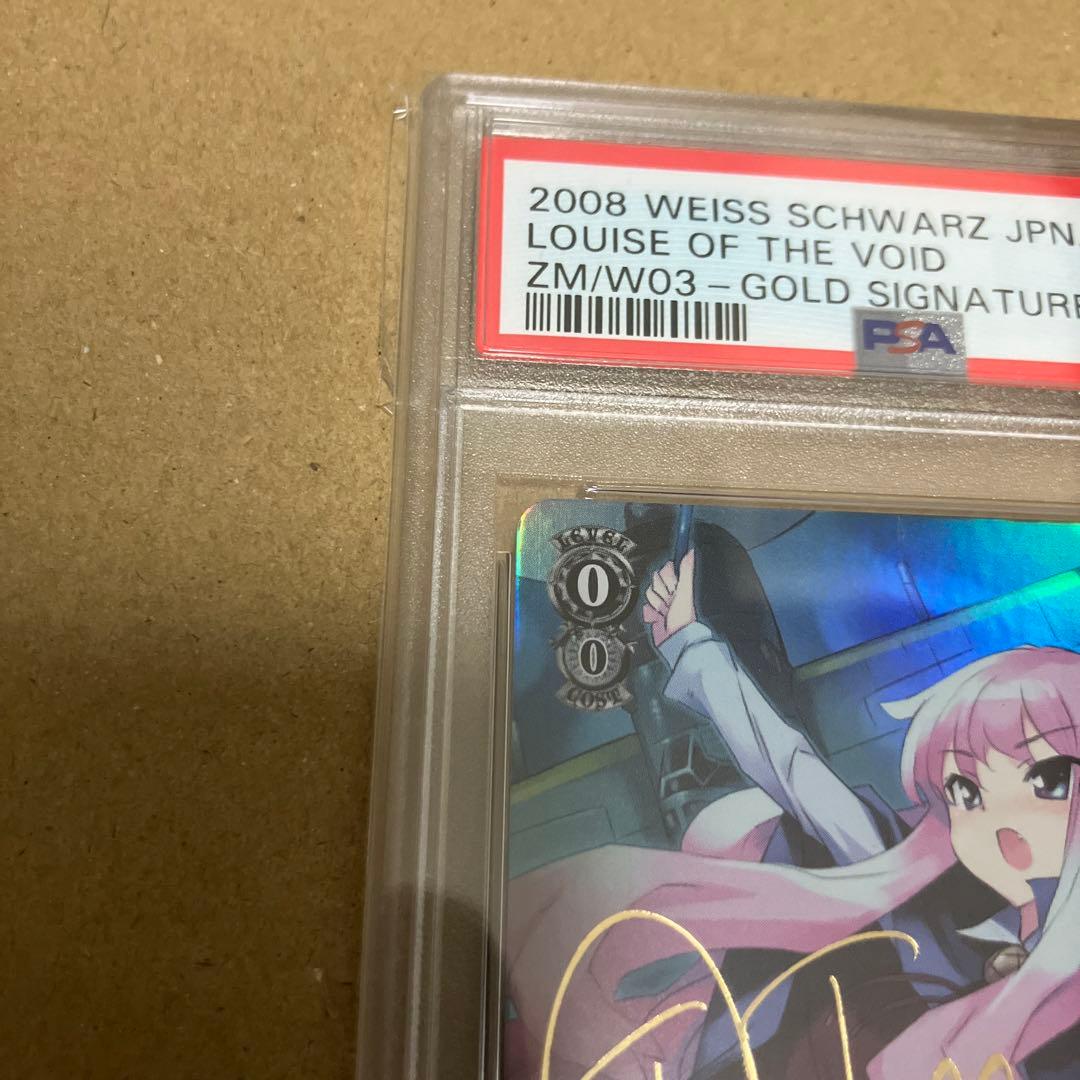 2008 WEISS SCHWARZ JPN.
LOUISE OF THE VOID
ZM/W03 – GOLD SIGNATURE
PSA
LEVEL
0
0
COST